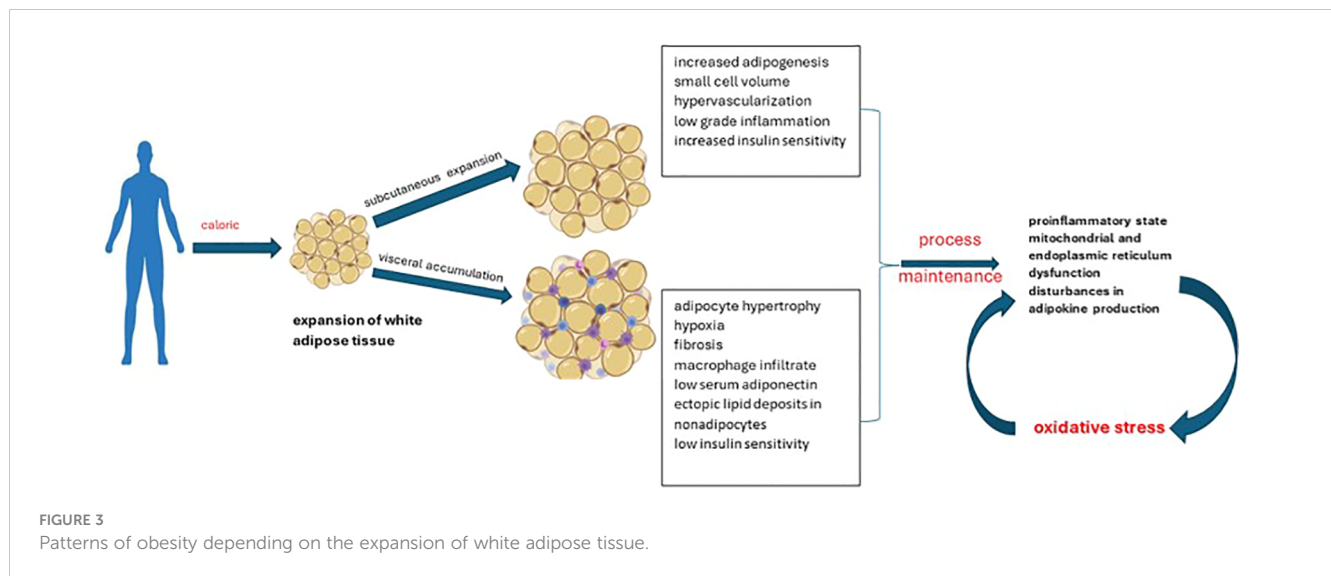 caloric
expansion of white
adipose tissue
subcutaneous expansion
visceral accumulation
increased adipogenesis
small cell volume
hypervascularization
low grade inflammation
increased insulin sensitivity
adipocyte hypertrophy
hypoxia
fibrosis
macrophage infiltrate
low serum adiponectin
ectopic lipid deposits in
nonadipocytes
low insulin sensitivity
process
maintenance
proinflammatory state
mitochondrial and
endoplasmic reticulum
dysfunction
disturbances in
adipokine production
oxidative stress
FIGURE 3
Patterns of obesity depending on the expansion of white adipose tissue.